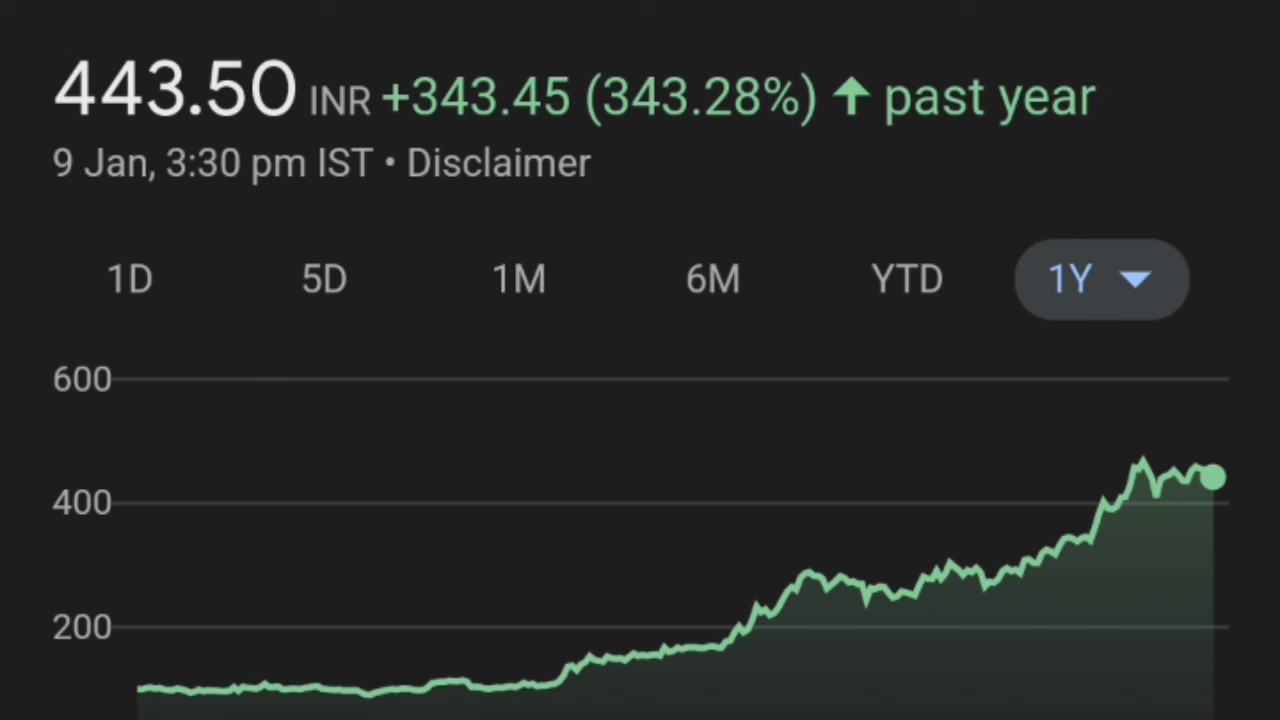 443.50 INR +343.45 (343.28%) ↑ past year
9 Jan, 3:30 pm IST • Disclaimer
1D 5D 1M 6M YTD 1Y
600
400
200